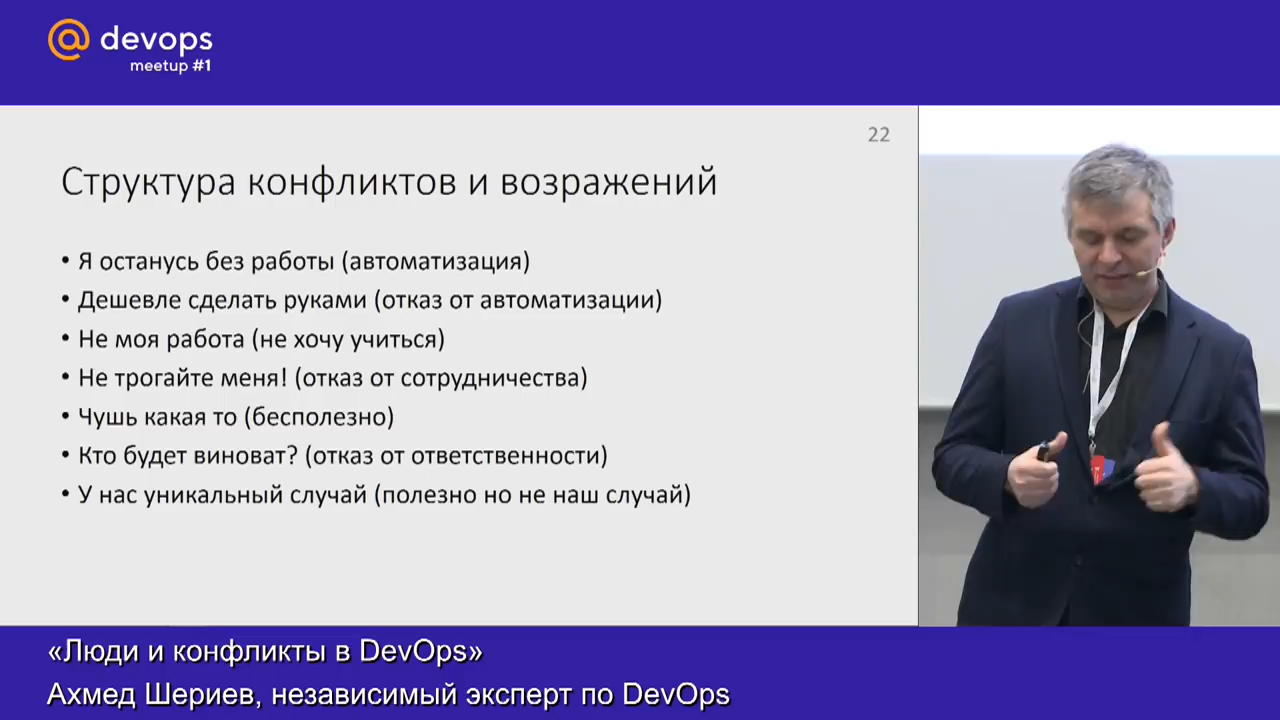 @ devops
meetup #1
22
Структура конфликтов и возражений
• Я останусь без работы (автоматизация)
• Дешевле сделать руками (отказ от автоматизации)
• Не моя работа (не хочу учиться)
• Не трогайте меня! (отказ от сотрудничества)
• Чушь какая то (бесполезно)
• Кто будет виноват? (отказ от ответственности)
• У нас уникальный случай (полезно но не наш случай)
«Люди и конфликты в DevOps»
Ахмед Шериев, независимый эксперт по DevOps